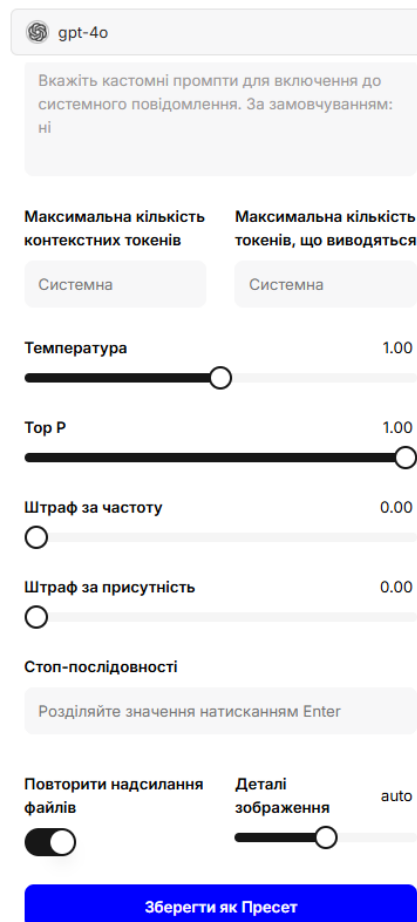 gpt-4o
Вкажіть кастомні промпти для включення до
системного повідомлення. За замовчуванням:
ні
Максимальна кількість
контекстних токенів
Максимальна кількість
токенів, що виводяться
Системна
Системна
Температура 1.00
Top P 1.00
Штраф за частоту 0.00
Штраф за присутність 0.00
Стоп-послідовності
Розділяйте значення натисканням Enter
Повторити надсилання
файлів
Деталі
зображення
auto
Зберегти як Пресет